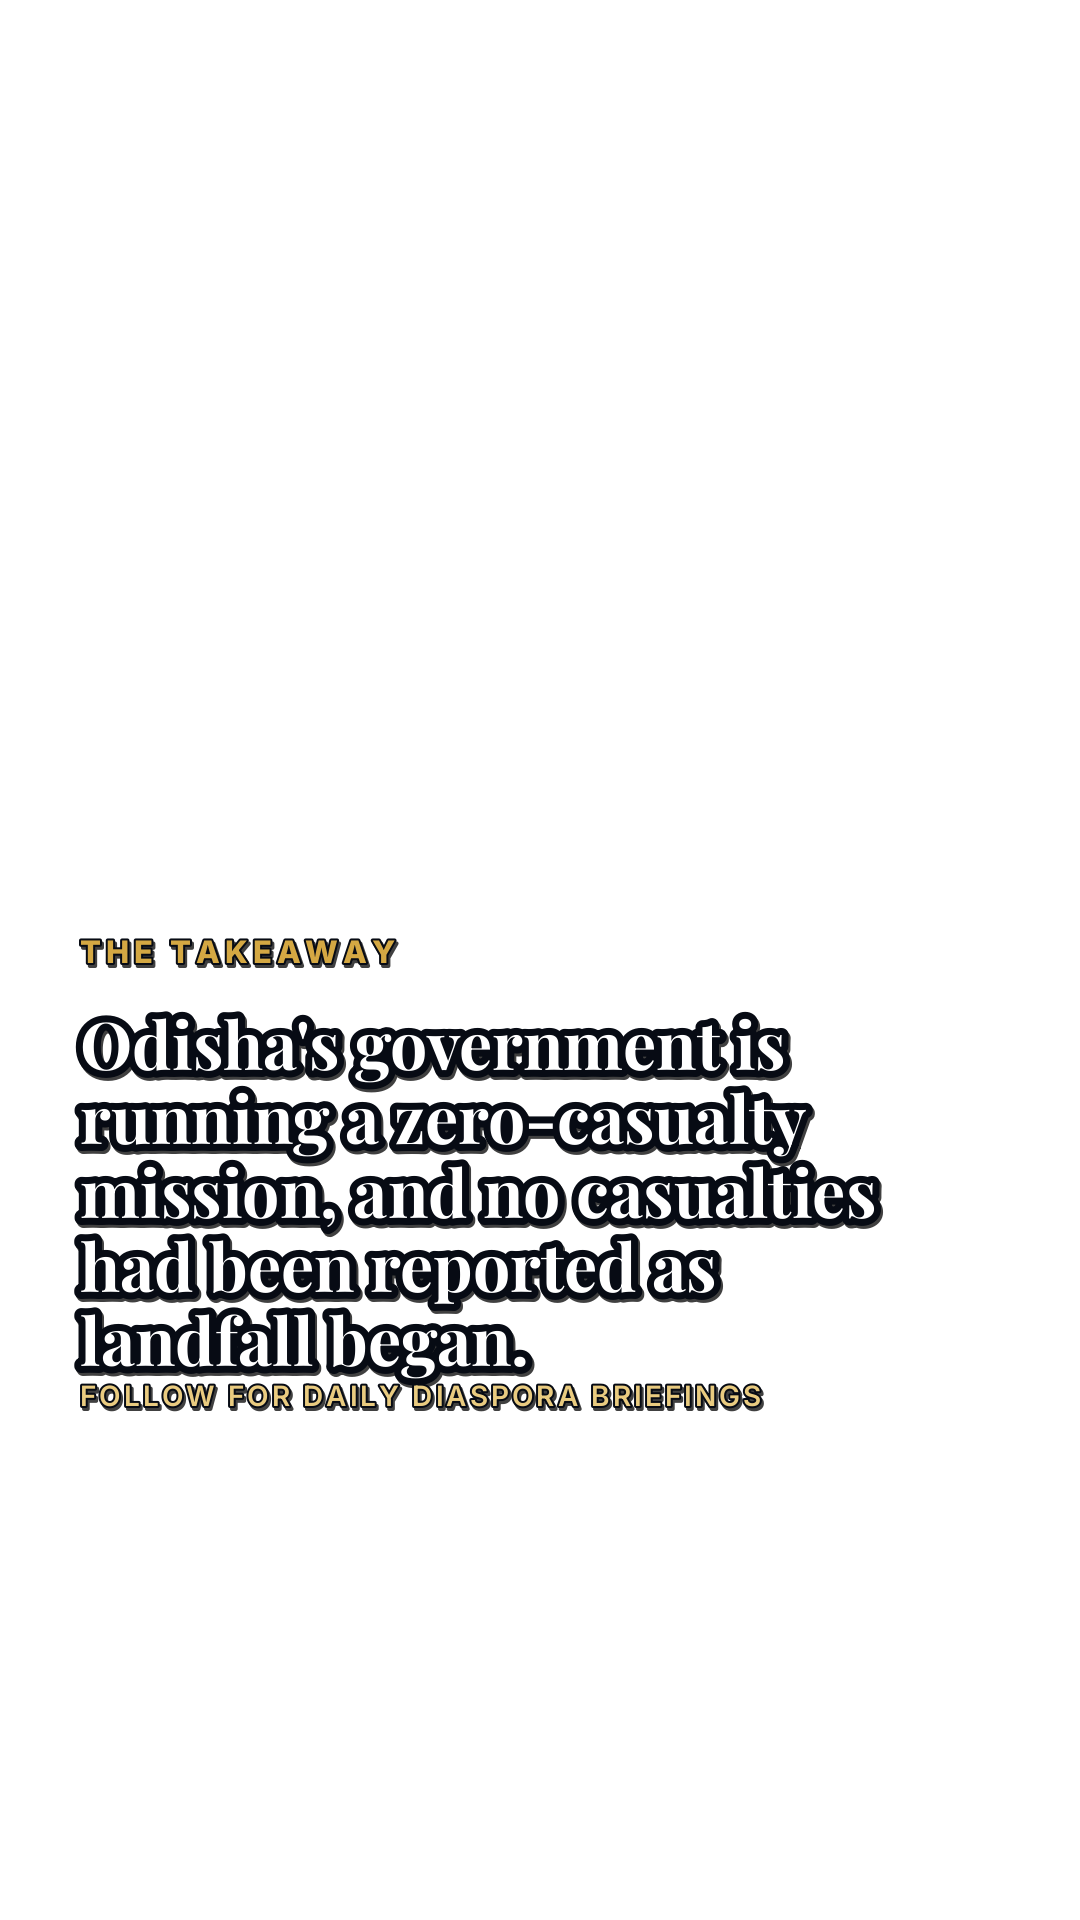 THE TAKEAWAY
Odisha's government is
running a zero-casualty
mission, and no casualties
had been reported as
landfall began.
FOLLOW FOR DAILY DIASPORA BRIEFINGS